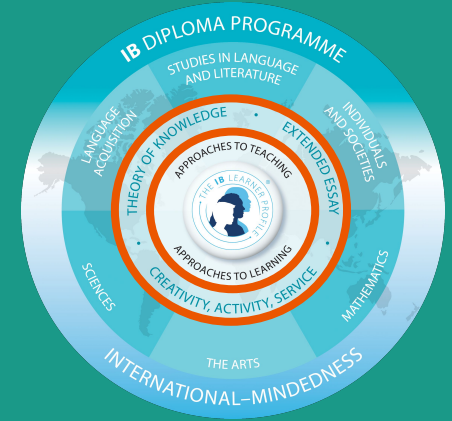 IB DIPLOMA PROGRAMME
STUDIES IN LANGUAGE
AND LITERATURE
LANGUAGE
ACQUISITION
INDIVIDUALS
AND SOCIETIES
THEORY OF KNOWLEDGE
•
EXTENDED ESSAY
•
CREATIVITY, ACTIVITY, SERVICE
•
APPROACHES TO TEACHING
THE IB LEARNER PROFILE
APPROACHES TO LEARNING
SCIENCES
MATHEMATICS
THE ARTS
INTERNATIONAL–MINDEDNESS